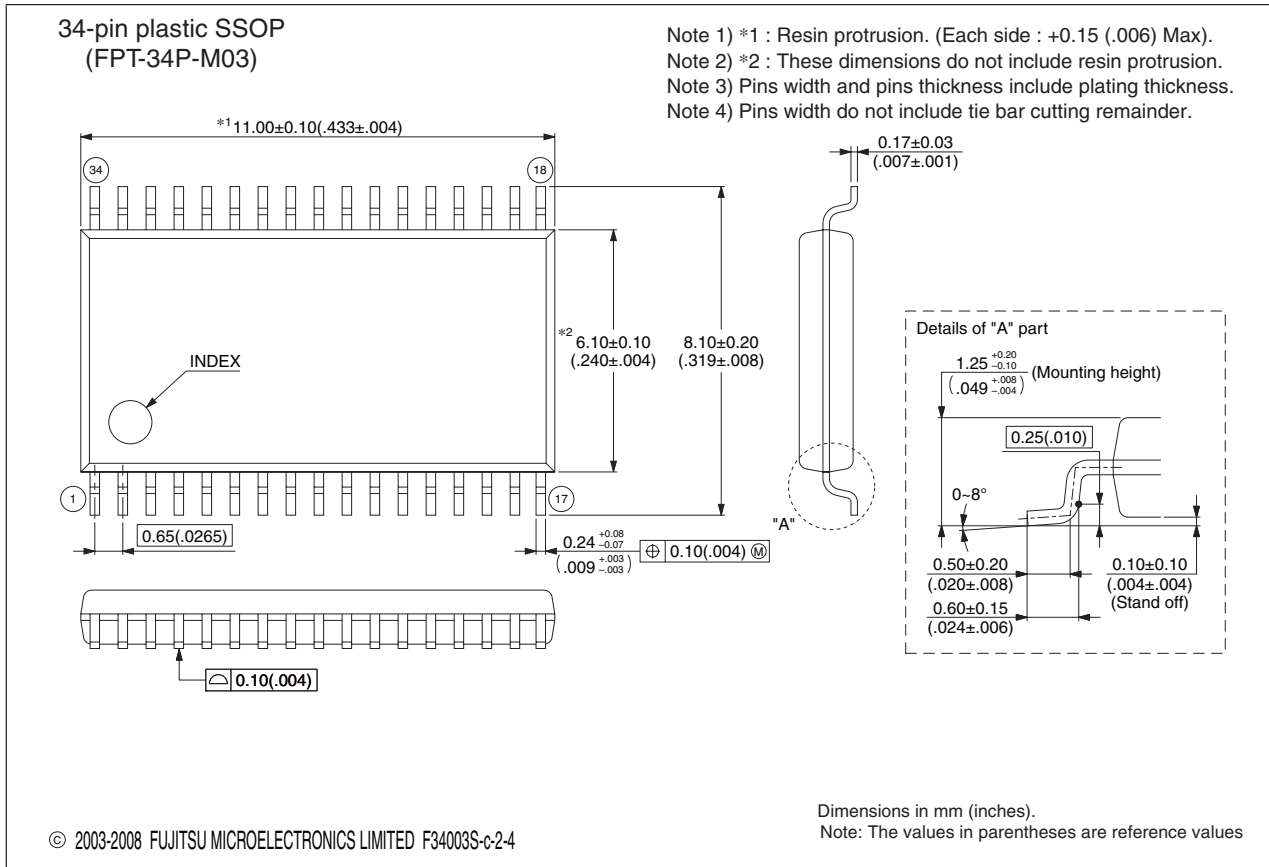 34-pin plastic SSOP
(FPT-34P-M03)
Note 1) *1 : Resin protrusion. (Each side : +0.15 (.006) Max).
Note 2) *2 : These dimensions do not include resin protrusion.
Note 3) Pins width and pins thickness include plating thickness.
Note 4) Pins width do not include tie bar cutting remainder.
*1 11.00±0.10(.433±.004)
0.17±0.03
(.007±.001)
34
18
*2 6.10±0.10
(.240±.004)
8.10±0.20
(.319±.008)
INDEX
Details of "A" part
1.25 +0.20 –0.10 (Mounting height)
(.049 +.008 –.004)
0.25(.010)
0~8°
1
17
"A"
0.65(.0265)
0.24 +0.08 –0.07
(.009 +.003 –.003)
⌖ 0.10(.004) Ⓜ
0.50±0.20
(.020±.008)
0.60±0.15
(.024±.006)
0.10±0.10
(.004±.004)
(Stand off)
⌓ 0.10(.004)
© 2003-2008 FUJITSU MICROELECTRONICS LIMITED F34003S-c-2-4
Dimensions in mm (inches).
Note: The values in parentheses are reference values